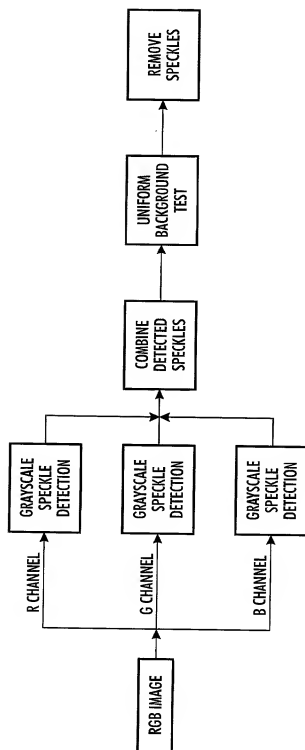 RGB IMAGE
R CHANNEL
G CHANNEL
B CHANNEL
GRAYSCALE
SPECKLE
DETECTION
GRAYSCALE
SPECKLE
DETECTION
GRAYSCALE
SPECKLE
DETECTION
COMBINE
DETECTED
SPECKLES
UNIFORM
BACKGROUND
TEST
REMOVE
SPECKLES